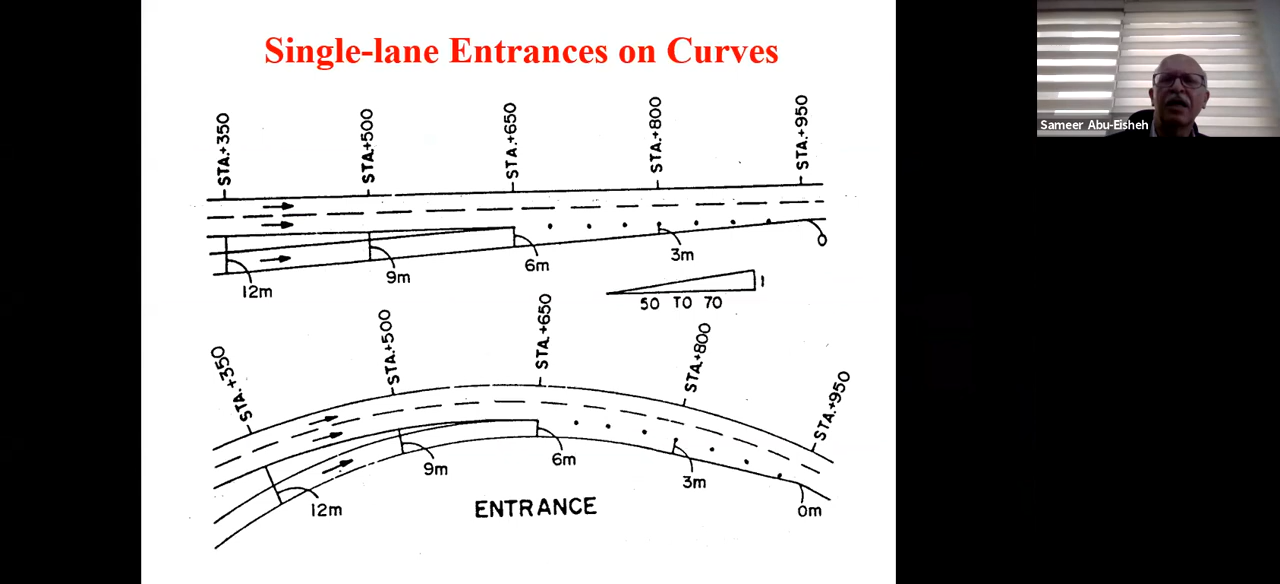 Single-lane Entrances on Curves
Sameer Abu-Eisheh
STA.+350
STA.+500
STA.+650
STA.+800
STA.+950
12m
9m
6m
3m
0
50 TO 70
1
STA.+350
STA.+500
STA.+650
STA.+800
STA.+950
12m
9m
6m
3m
0m
ENTRANCE